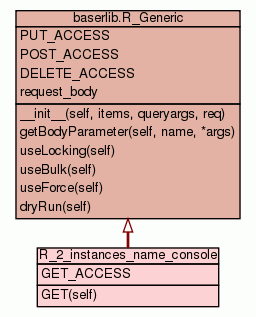 baserlib.R_Generic
PUT_ACCESS
POST_ACCESS
DELETE_ACCESS
request_body
__init__(self, items, queryargs, req)
getBodyParameter(self, name, *args)
useLocking(self)
useBulk(self)
useForce(self)
dryRun(self)
R_2_instances_name_console
GET_ACCESS
GET(self)